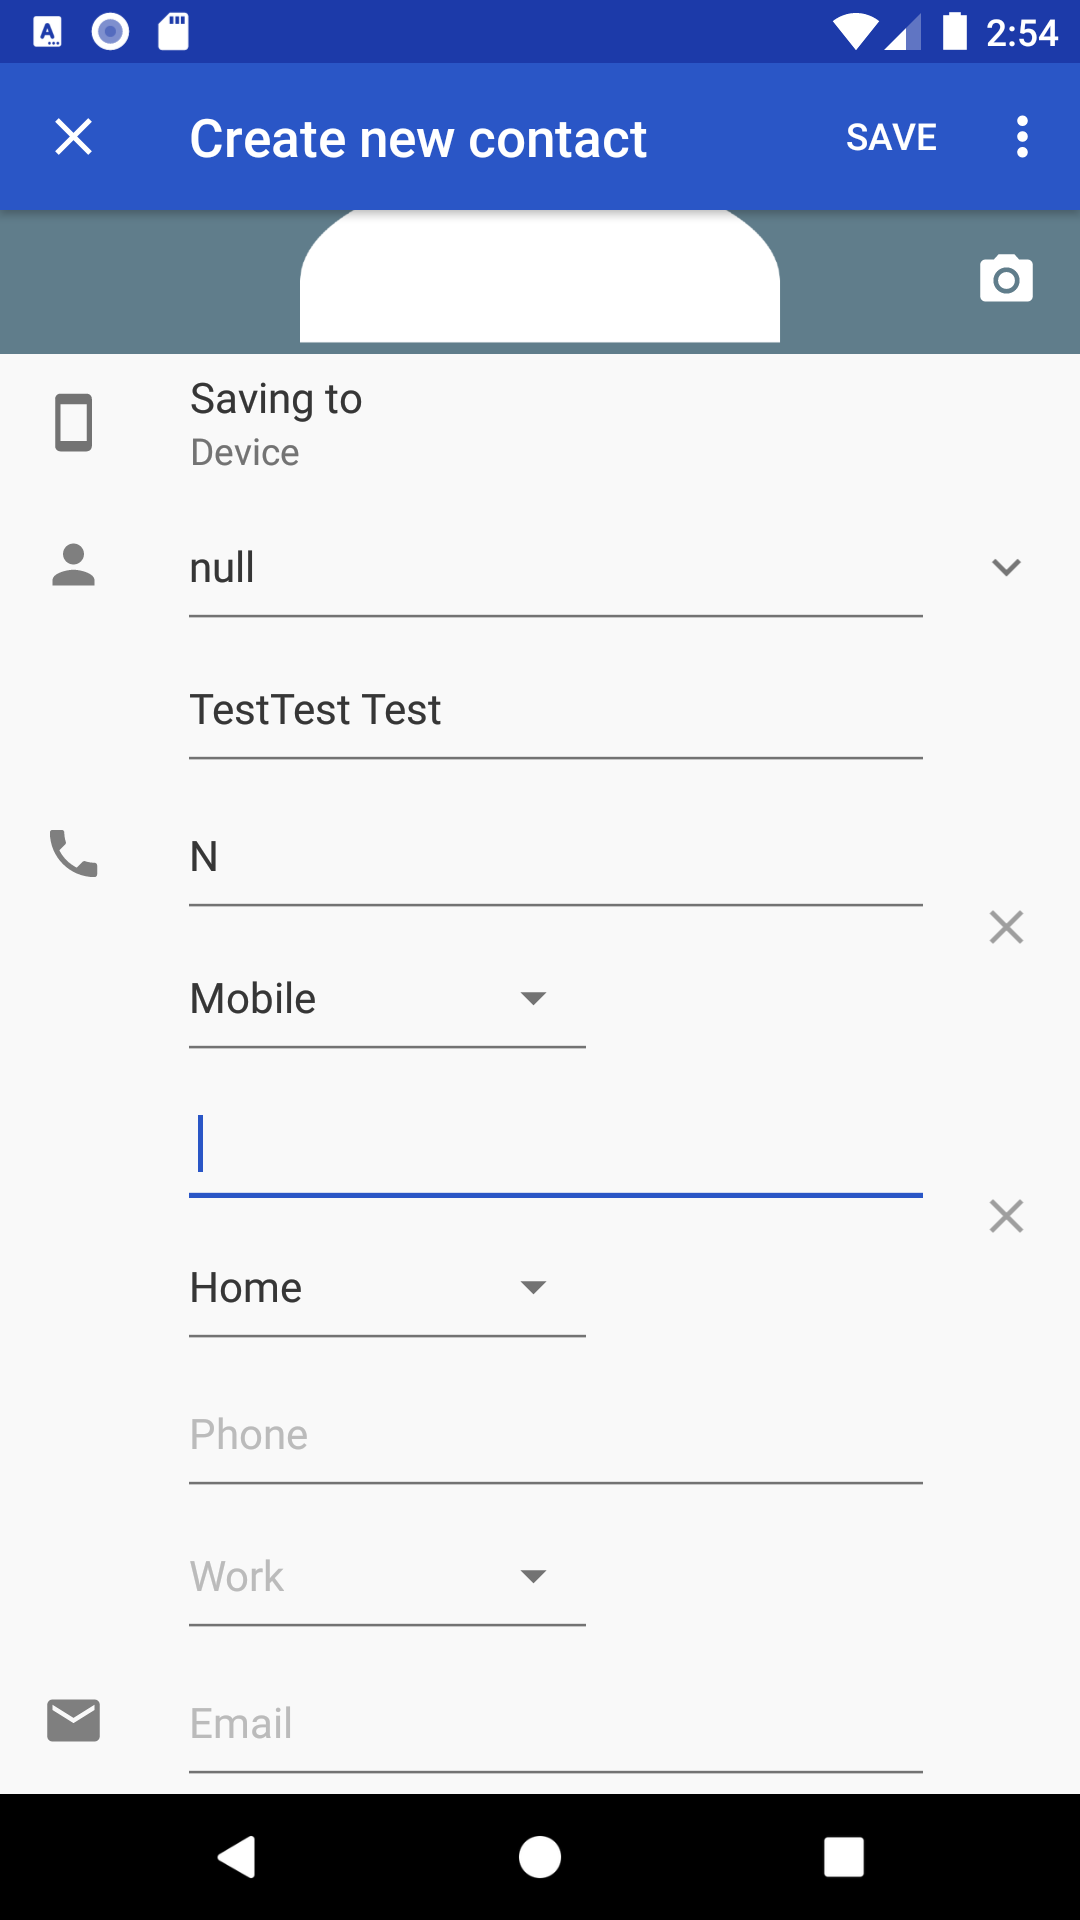 2:54
Create new contact
SAVE
Saving to
Device
null
TestTest Test
N
Mobile
Home
Phone
Work
Email